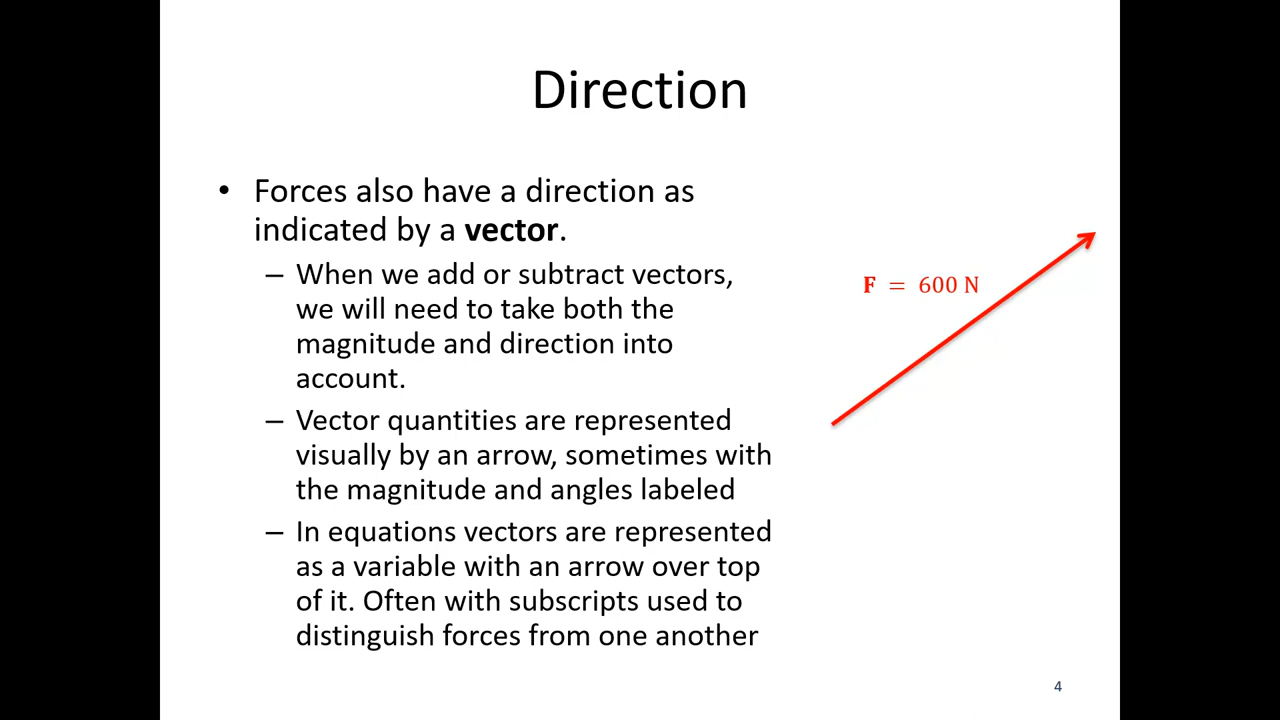 Direction
• Forces also have a direction as
indicated by a vector.
– When we add or subtract vectors,
we will need to take both the
magnitude and direction into
account.
– Vector quantities are represented
visually by an arrow, sometimes with
the magnitude and angles labeled
– In equations vectors are represented
as a variable with an arrow over top
of it. Often with subscripts used to
distinguish forces from one another
F = 600 N
4